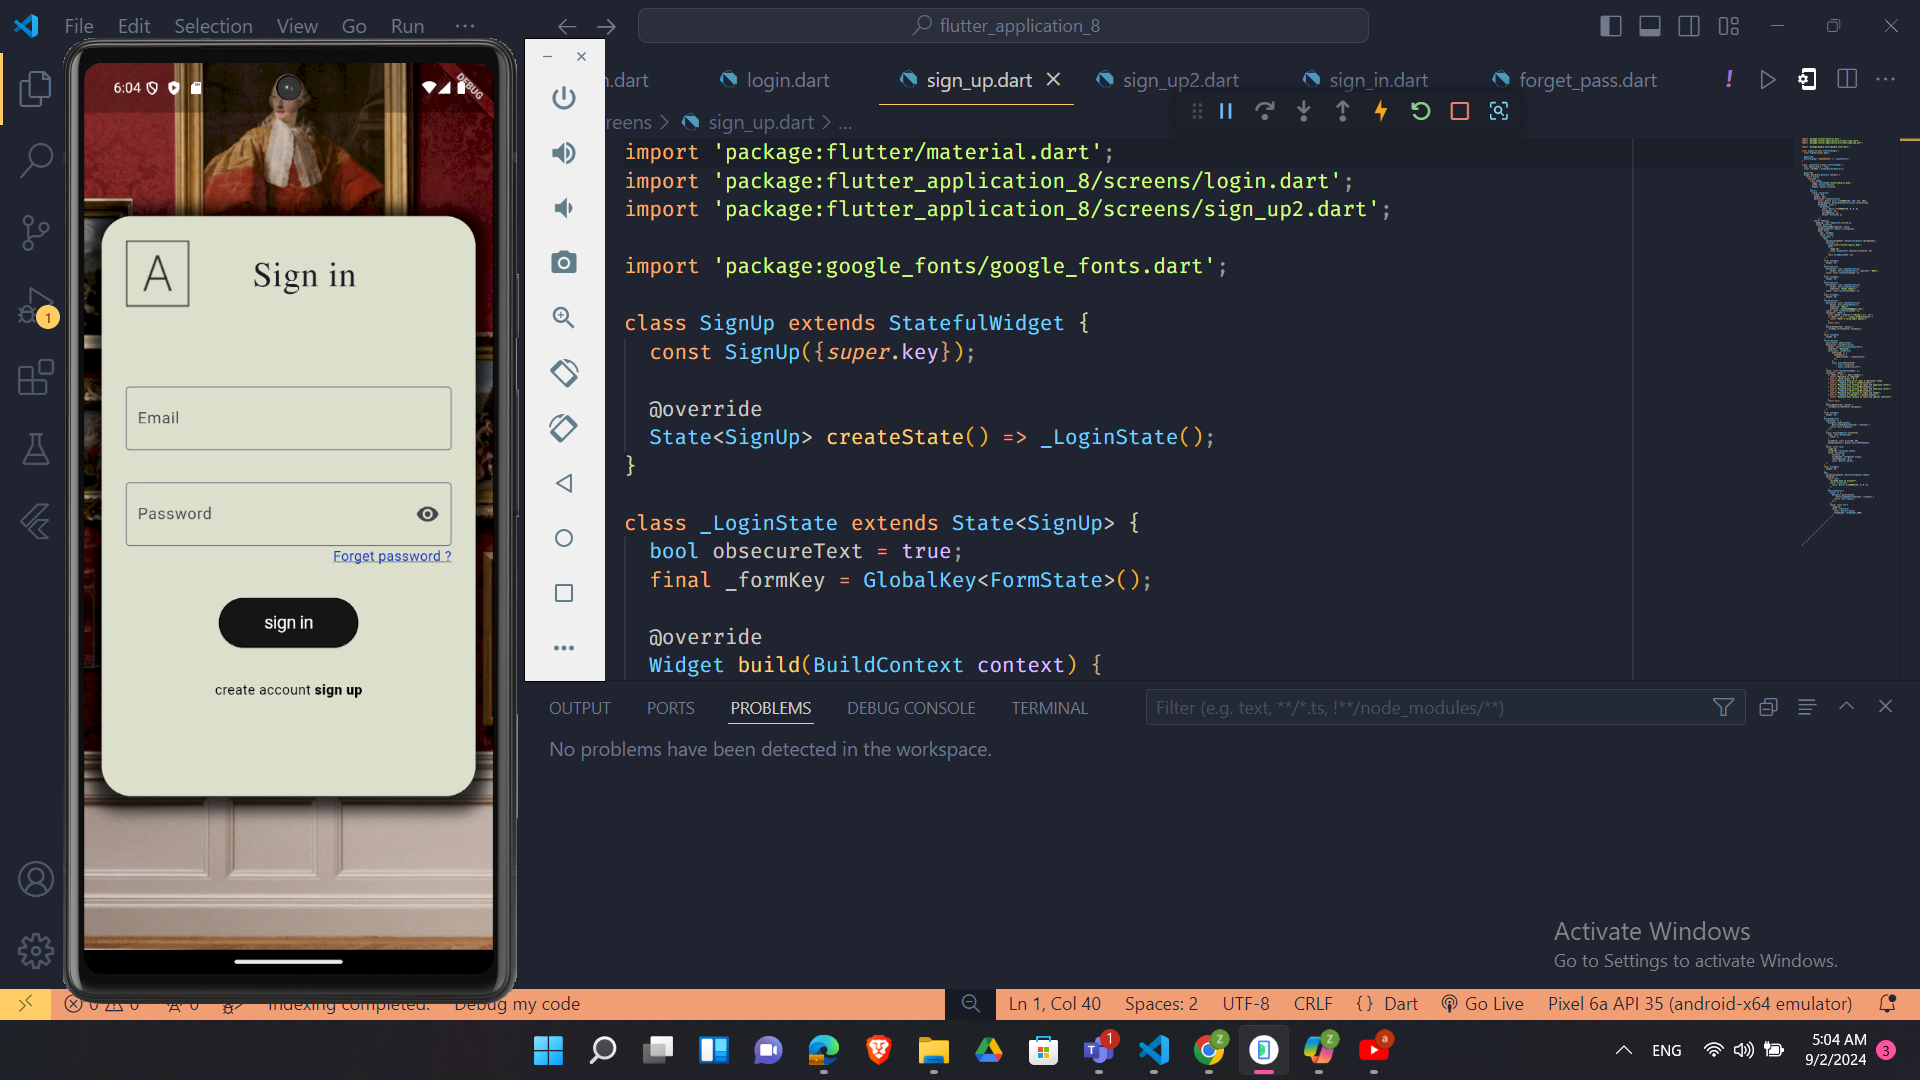 File Edit Selection View Go Run ...
flutter_application_8
6:04
DEBUG
A
Sign in
Email
Password
Forget password ?
sign in
create account sign up
n.dart login.dart sign_up.dart sign_up2.dart sign_in.dart forget_pass.dart
reens > sign_up.dart > ...
import 'package:flutter/material.dart';
import 'package:flutter_application_8/screens/login.dart';
import 'package:flutter_application_8/screens/sign_up2.dart';
import 'package:google_fonts/google_fonts.dart';
class SignUp extends StatefulWidget {
const SignUp({super.key});
@override
State<SignUp> createState() => _LoginState();
}
class _LoginState extends State<SignUp> {
bool obsecureText = true;
final _formKey = GlobalKey<FormState>();
@override
Widget build(BuildContext context) {
1
OUTPUT PORTS PROBLEMS DEBUG CONSOLE TERMINAL
Filter (e.g. text, **/*.ts, !**/node_modules/**)
No problems have been detected in the workspace.
Activate Windows
Go to Settings to activate Windows.
0 0 0 Indexing completed. Debug my code
Ln 1, Col 40 Spaces: 2 UTF-8 CRLF {} Dart Go Live Pixel 6a API 35 (android-x64 emulator)
1 Z Z a
ENG
5:04 AM
9/2/2024
3